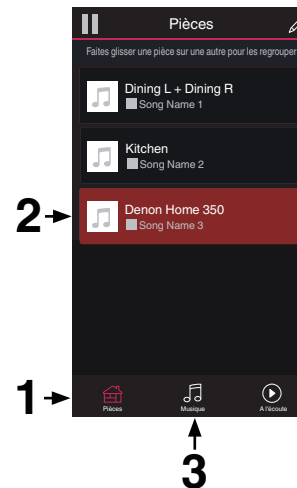 Pièces
Faites glisser une pièce sur une autre pour les regrouper
Dining L + Dining R
Song Name 1
Kitchen
Song Name 2
2
Denon Home 350
Song Name 3
1
Pièces
Musique
A l'écoute
3